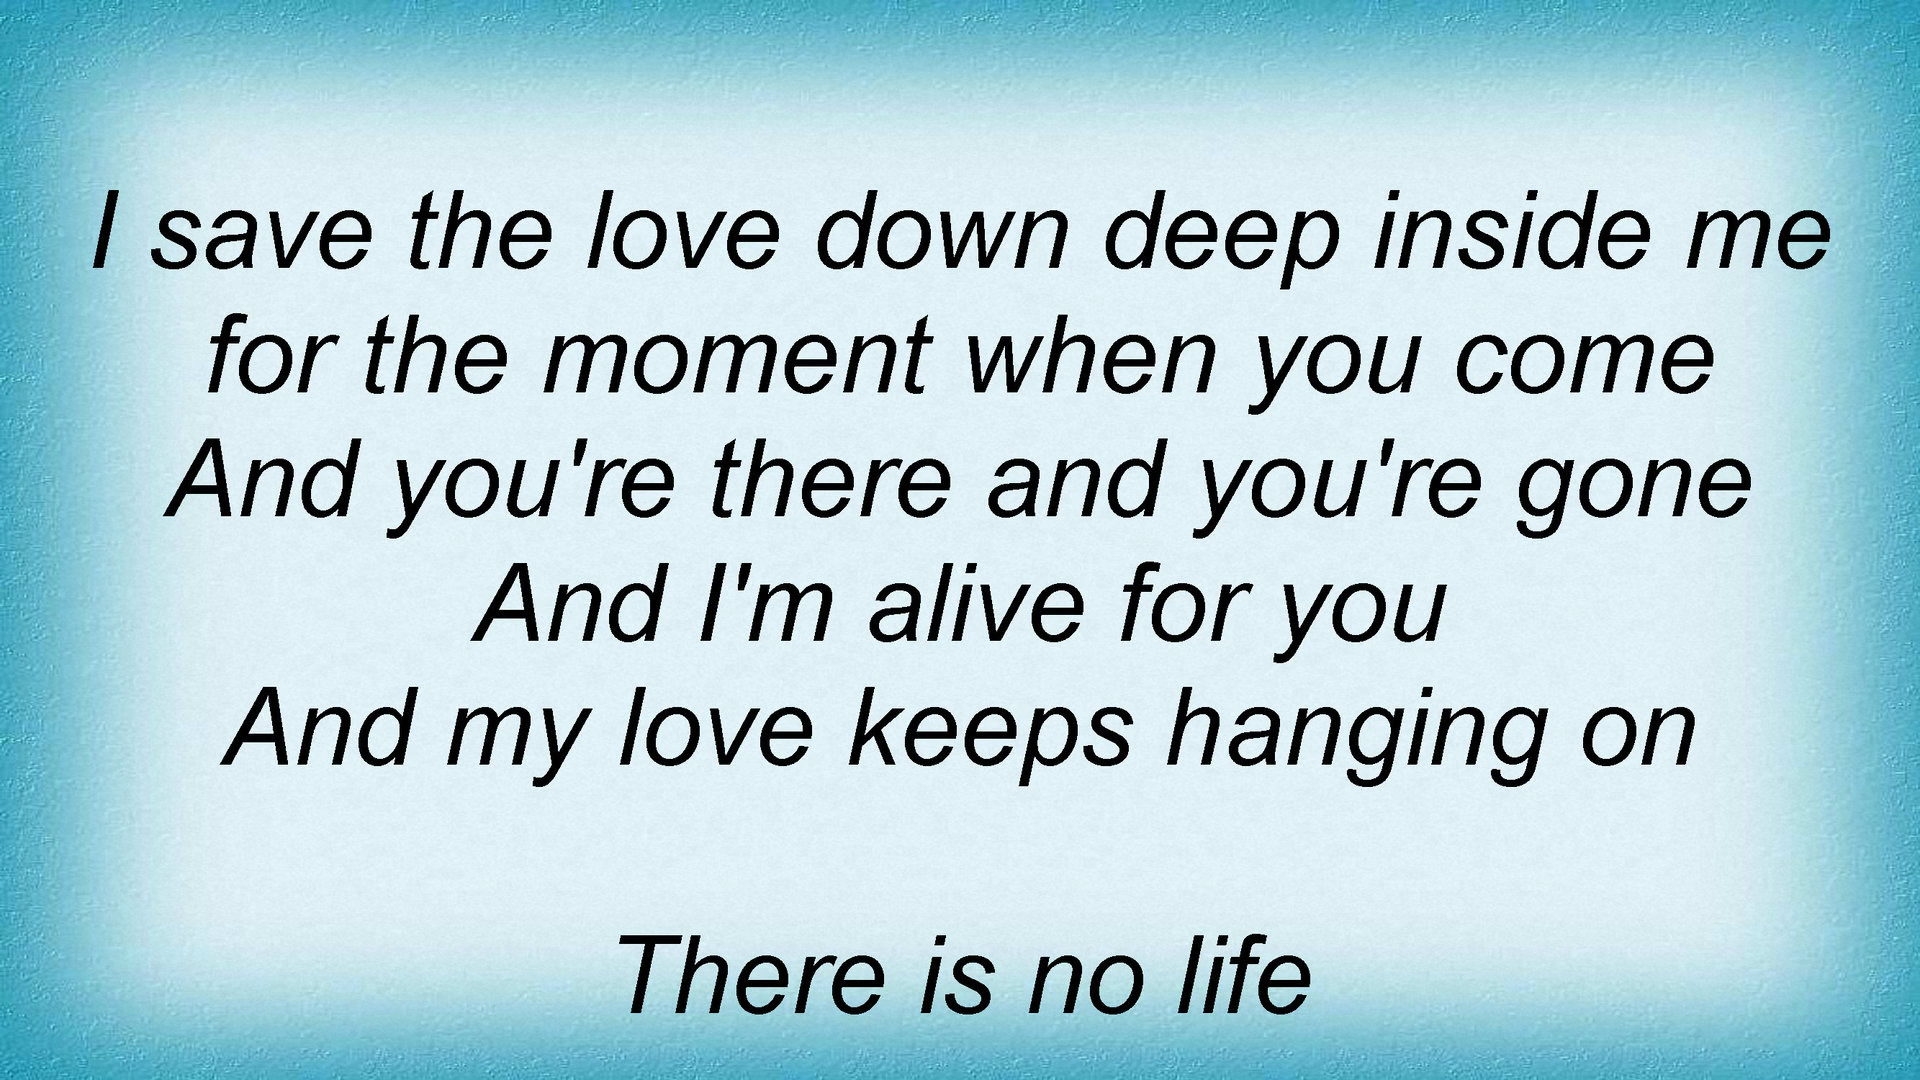 I save the love down deep inside me
for the moment when you come
And you're there and you're gone
And I'm alive for you
And my love keeps hanging on
There is no life